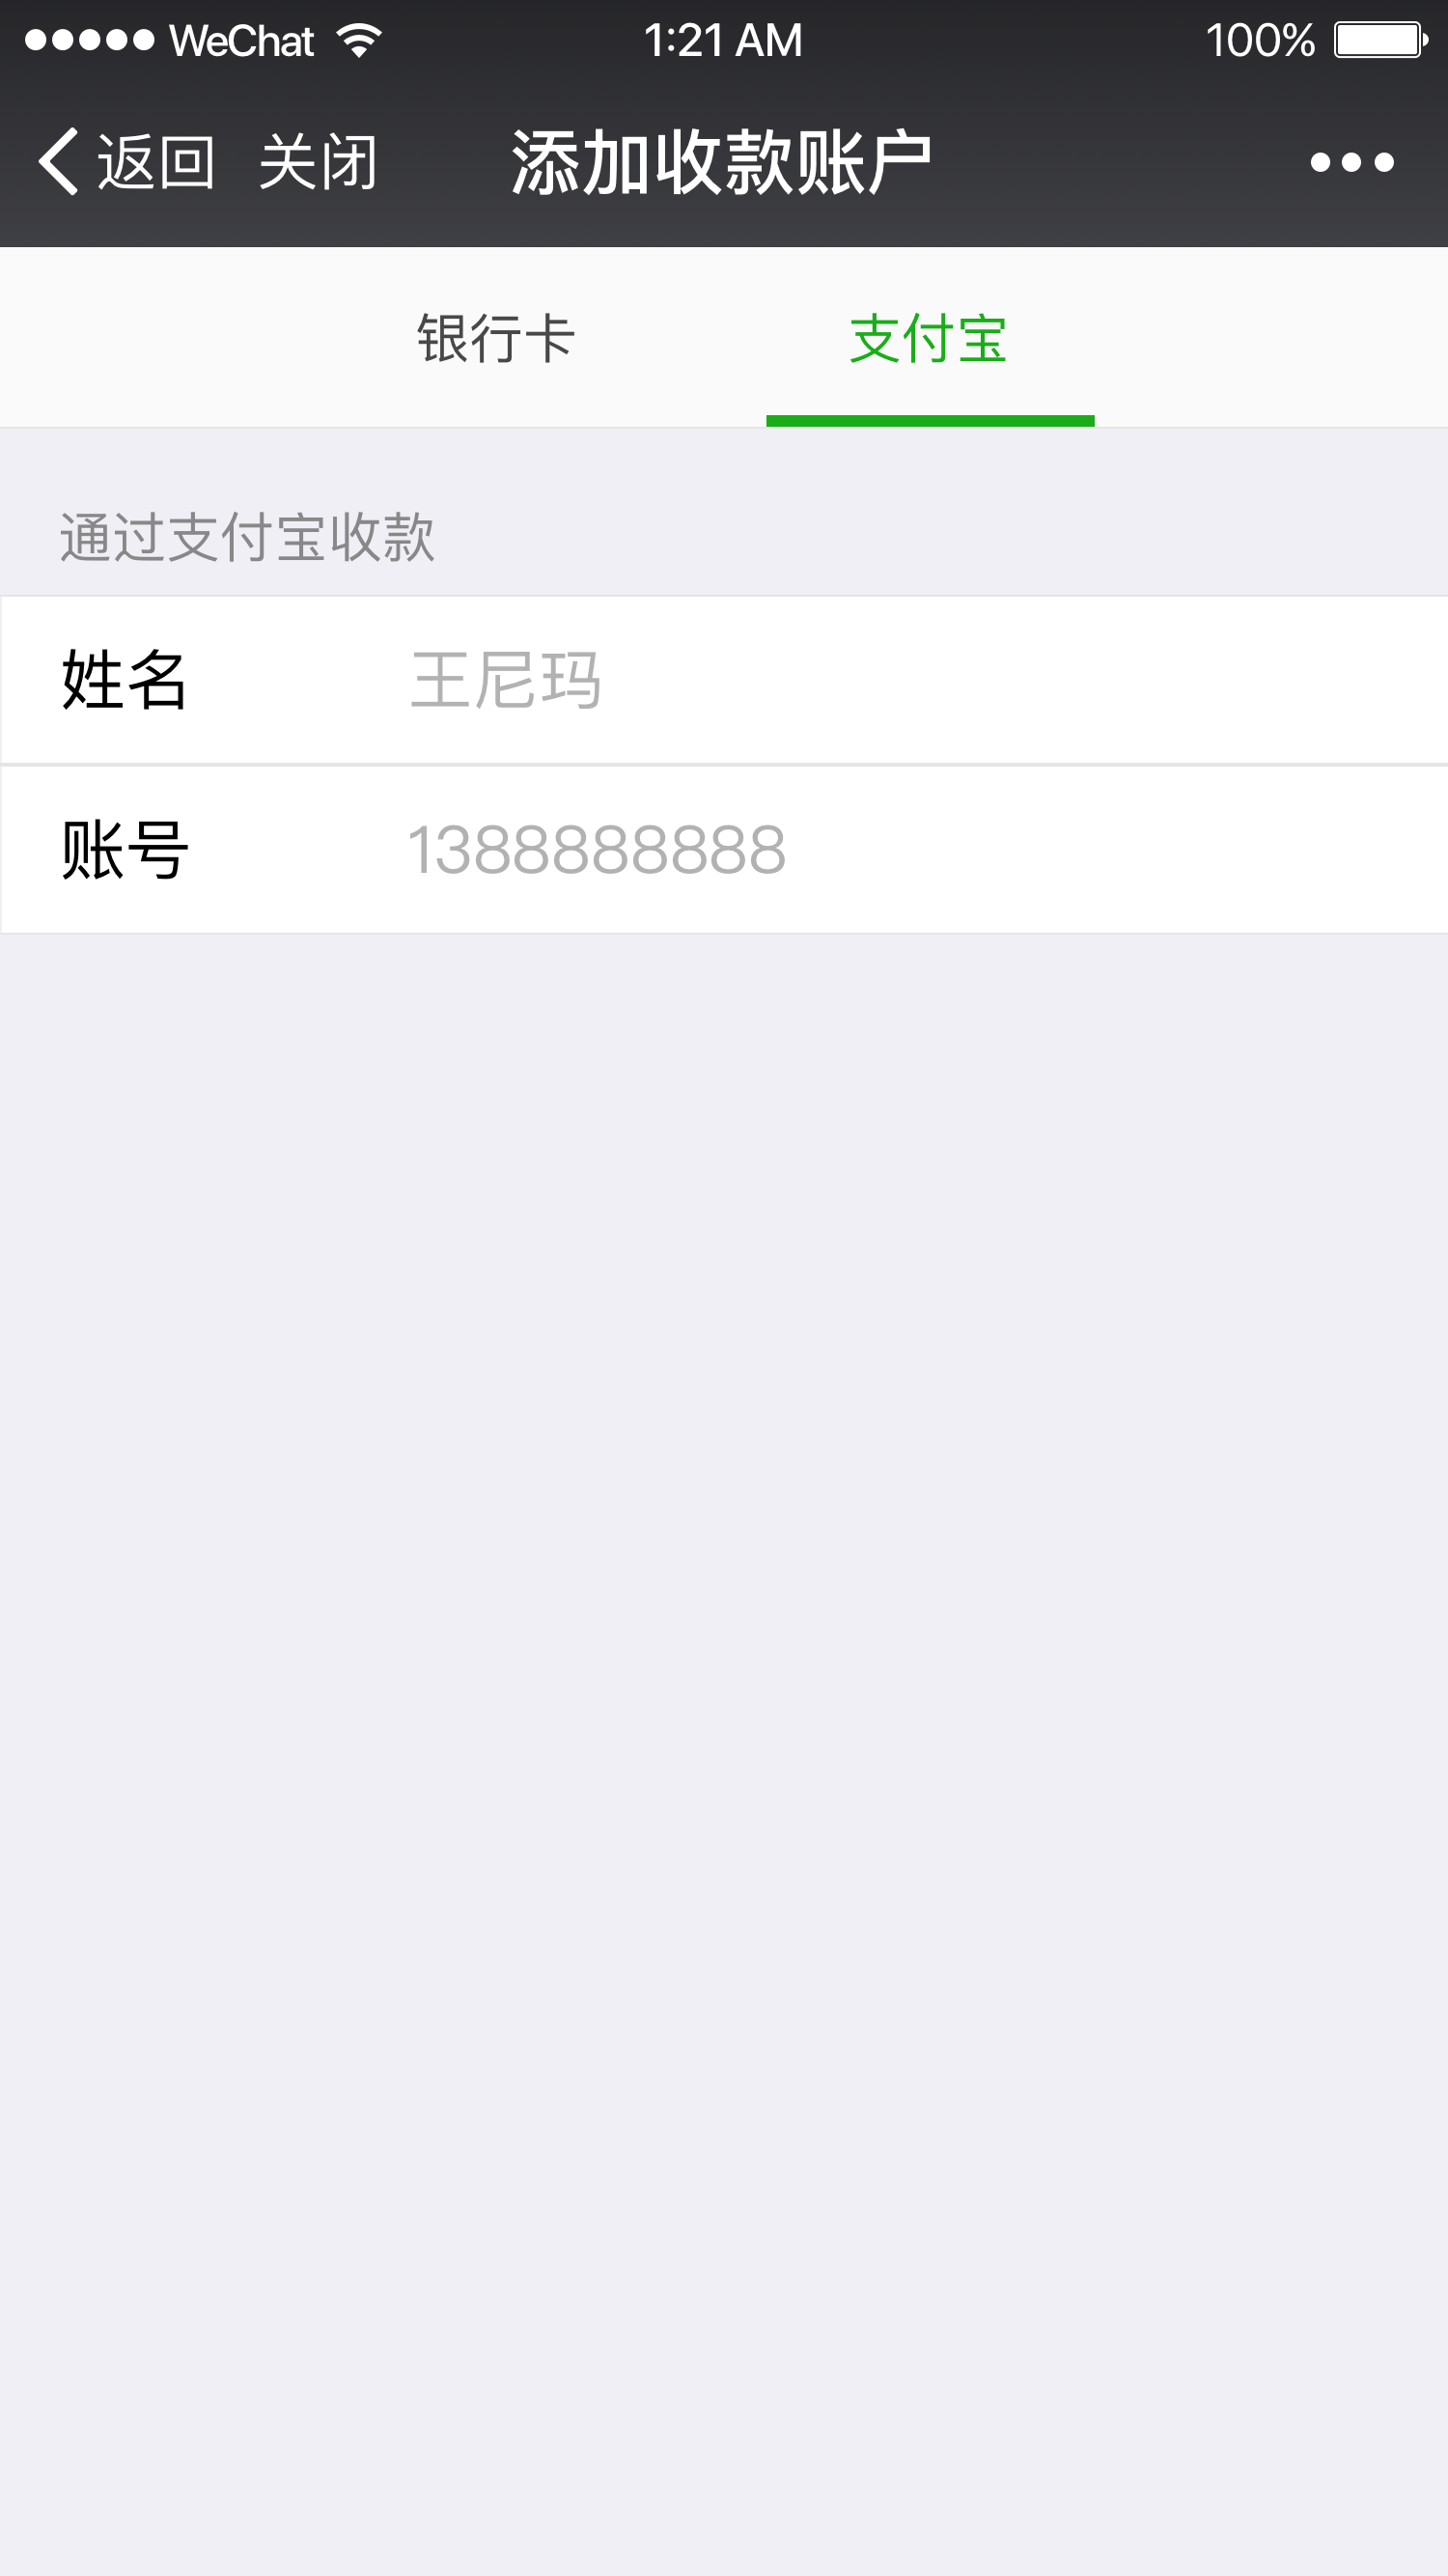 WeChat 1:21 AM 100%
返回 关闭 添加收款账户
银行卡 支付宝
通过支付宝收款
姓名 王尼玛
账号 1388888888